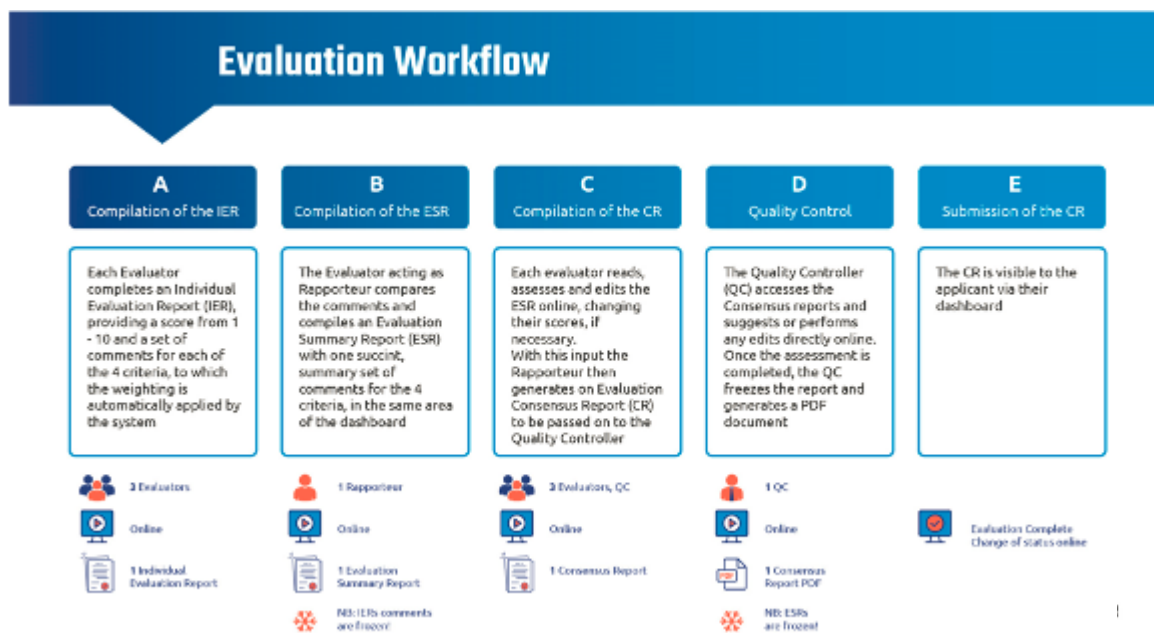 Evaluation Workflow
A
Compilation of the IER
Each Evaluator
completes an Individual
Evaluation Report (IER),
providing a score from 1
- 10 and a set of
comments for each of
the 4 criteria, to which
the weighting is
automatically applied by
the system
3 Evaluators
Online
1 Individual
Evaluation Report
B
Compilation of the ESR
The Evaluator acting as
Rapporteur compares
the comments and
compiles an Evaluation
Summary Report (ESR)
with one succint,
summary set of
comments for the 4
criteria, in the same area
of the dashboard
1 Rapporteur
Online
1 Evaluation
Summary Report
NB: IERs comments
are frozen!
C
Compilation of the CR
Each evaluator reads,
assesses and edits the
ESR online, changing
their scores, if
necessary.
With this input the
Rapporteur then
generates on Evaluation
Consensus Report (CR)
to be passed on to the
Quality Controller
3 Evaluators, QC
Online
1 Consensus Report
D
Quality Control
The Quality Controller
(QC) accesses the
Consensus reports and
suggests or performs
any edits directly online.
Once the assessment is
completed, the QC
freezes the report and
generates a PDF
document
1 QC
Online
PDF
1 Consensus
Report PDF
NB: ESRs
are frozen!
E
Submission of the CR
The CR is visible to the
applicant via their
dashboard
Evaluation Complete
Change of status online